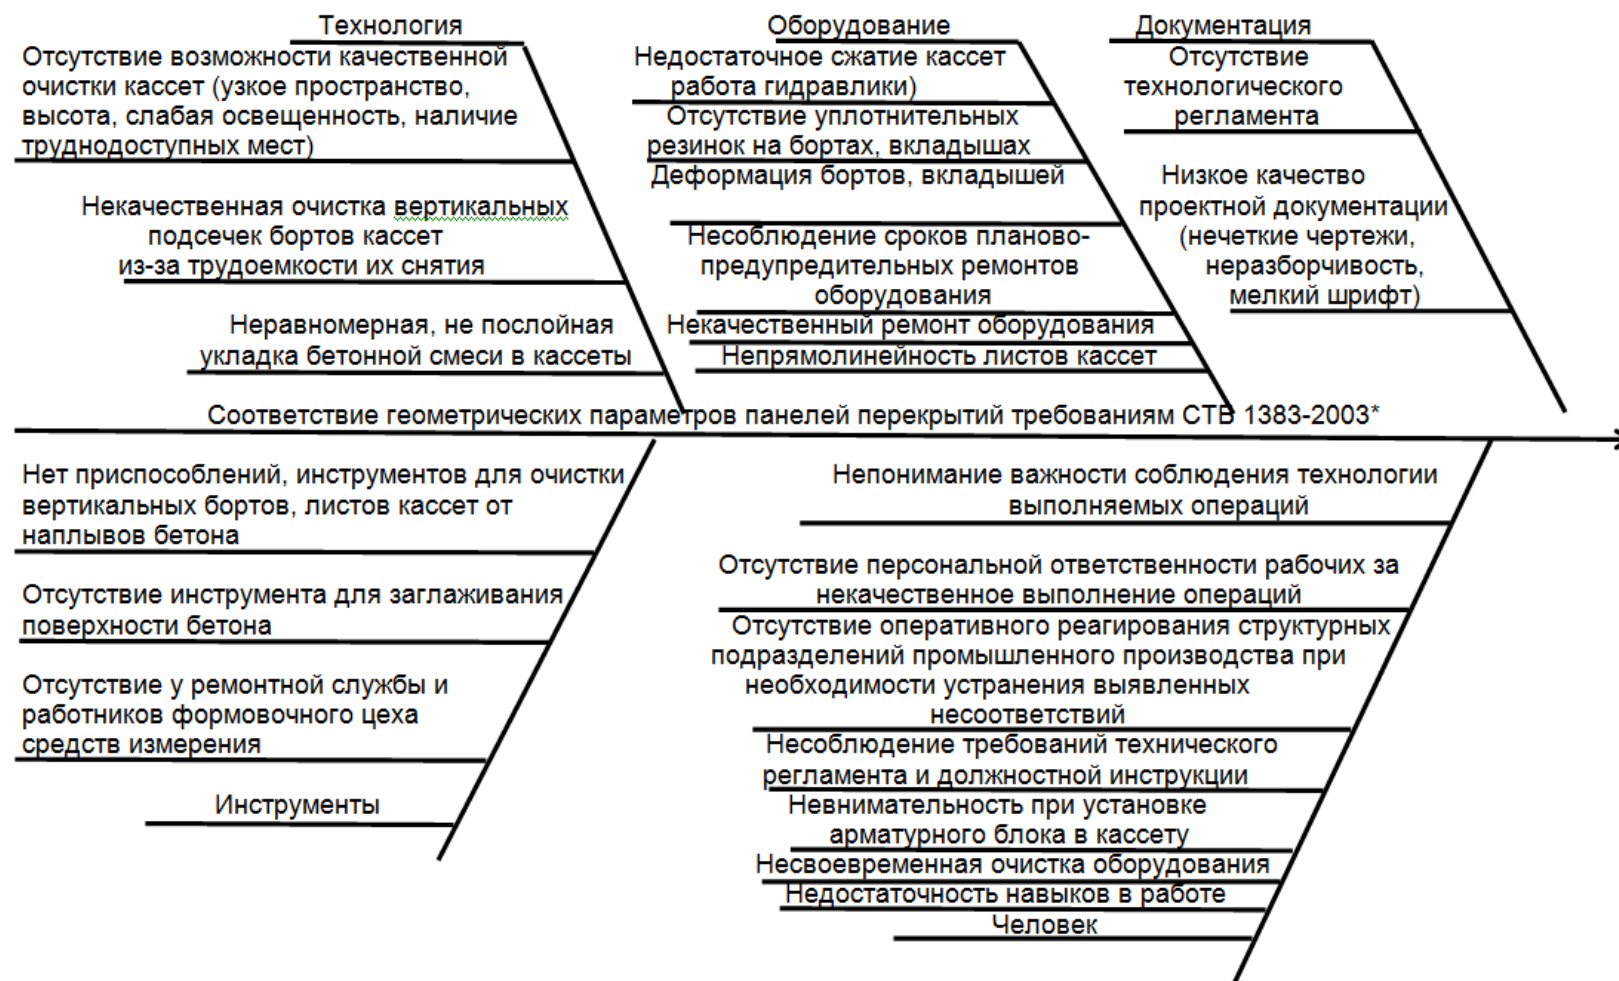 Технология
Отсутствие возможности качественной
очистки кассет (узкое пространство,
высота, слабая освещенность, наличие
труднодоступных мест)
Некачественная очистка вертикальных
подсечек бортов кассет
из-за трудоемкости их снятия
Неравномерная, не послойная
укладка бетонной смеси в кассеты
Оборудование
Недостаточное сжатие кассет
работа гидравлики)
Отсутствие уплотнительных
резинок на бортах, вкладышах
Деформация бортов, вкладышей
Несоблюдение сроков планово-
предупредительных ремонтов
оборудования
Некачественный ремонт оборудования
Непрямолинейность листов кассет
Документация
Отсутствие
технологического
регламента
Низкое качество
проектной документации
(нечеткие чертежи,
неразборчивость,
мелкий шрифт)
Соответствие геометрических параметров панелей перекрытий требованиям СТБ 1383-2003*
Нет приспособлений, инструментов для очистки
вертикальных бортов, листов кассет от
наплывов бетона
Отсутствие инструмента для заглаживания
поверхности бетона
Отсутствие у ремонтной службы и
работников формовочного цеха
средств измерения
Инструменты
Непонимание важности соблюдения технологии
выполняемых операций
Отсутствие персональной ответственности рабочих за
некачественное выполнение операций
Отсутствие оперативного реагирования структурных
подразделений промышленного производства при
необходимости устранения выявленных
несоответствий
Несоблюдение требований технического
регламента и должностной инструкции
Невнимательность при установке
арматурного блока в кассету
Несвоевременная очистка оборудования
Недостаточность навыков в работе
Человек